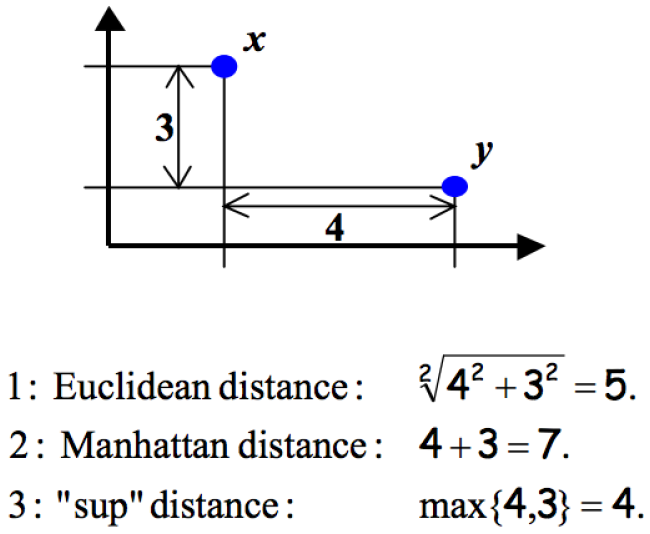 x
3
y
4
1: Euclidean distance: ²√4² + 3² = 5.
2: Manhattan distance: 4 + 3 = 7.
3: "sup" distance: max{4,3} = 4.